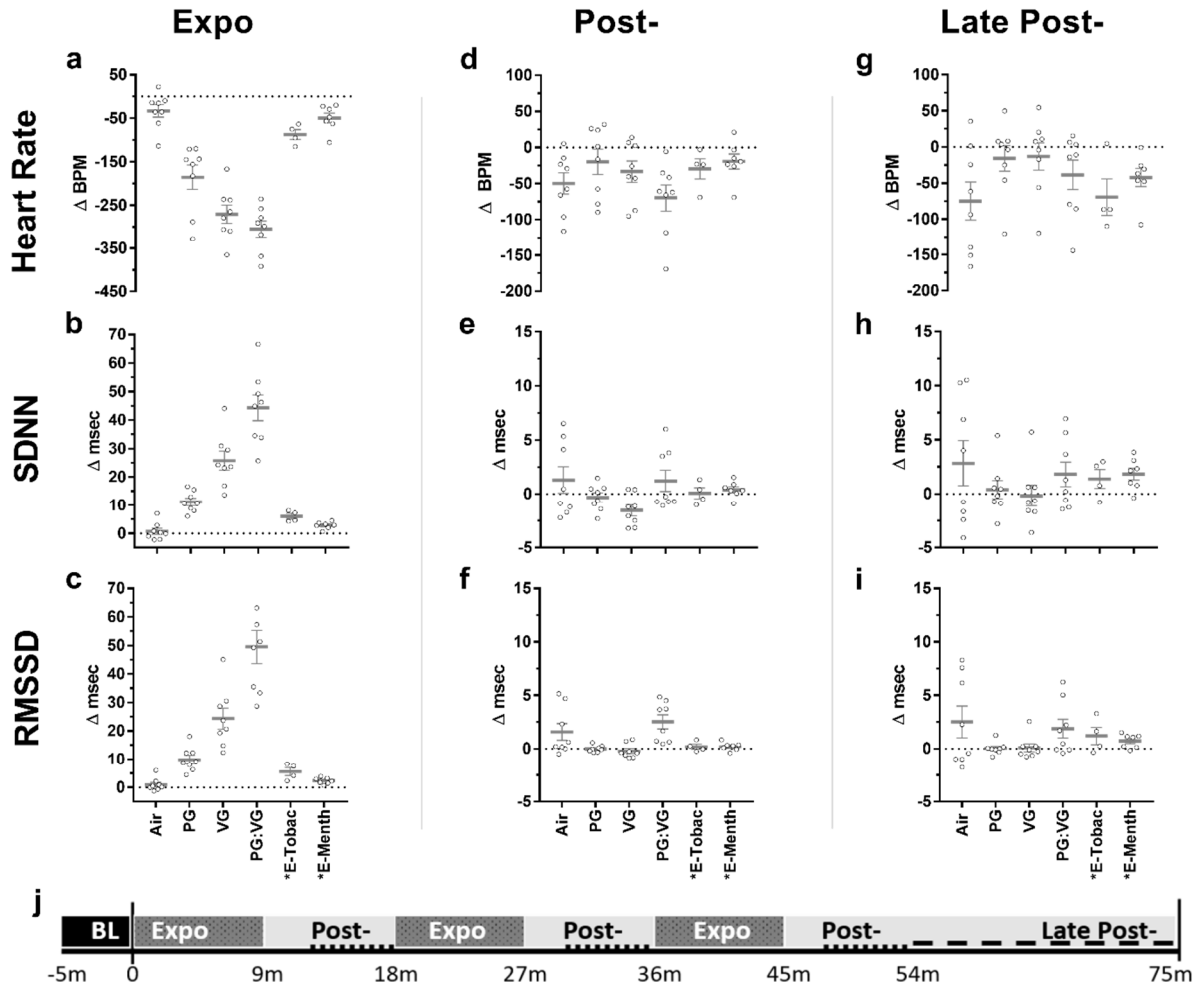 Expo Post- Late Post-
a d g
Heart Rate
Δ BPM
50
-50
-150
-250
-350
-450
Δ BPM
100
50
0
-50
-100
-150
-200
Δ BPM
100
50
0
-50
-100
-150
-200
b e h
SDNN
Δ msec
70
60
50
40
30
20
10
0
Δ msec
15
10
5
0
-5
Δ msec
15
10
5
0
-5
c f i
RMSSD
Δ msec
70
60
50
40
30
20
10
0
Δ msec
15
10
5
0
-5
Δ msec
15
10
5
0
-5
Air PG VG PG:VG *E-Tobac *E-Menth
Air PG VG PG:VG *E-Tobac *E-Menth
Air PG VG PG:VG *E-Tobac *E-Menth
j
BL Expo Post- Expo Post- Expo Post- Late Post-
-5m 0 9m 18m 27m 36m 45m 54m 75m